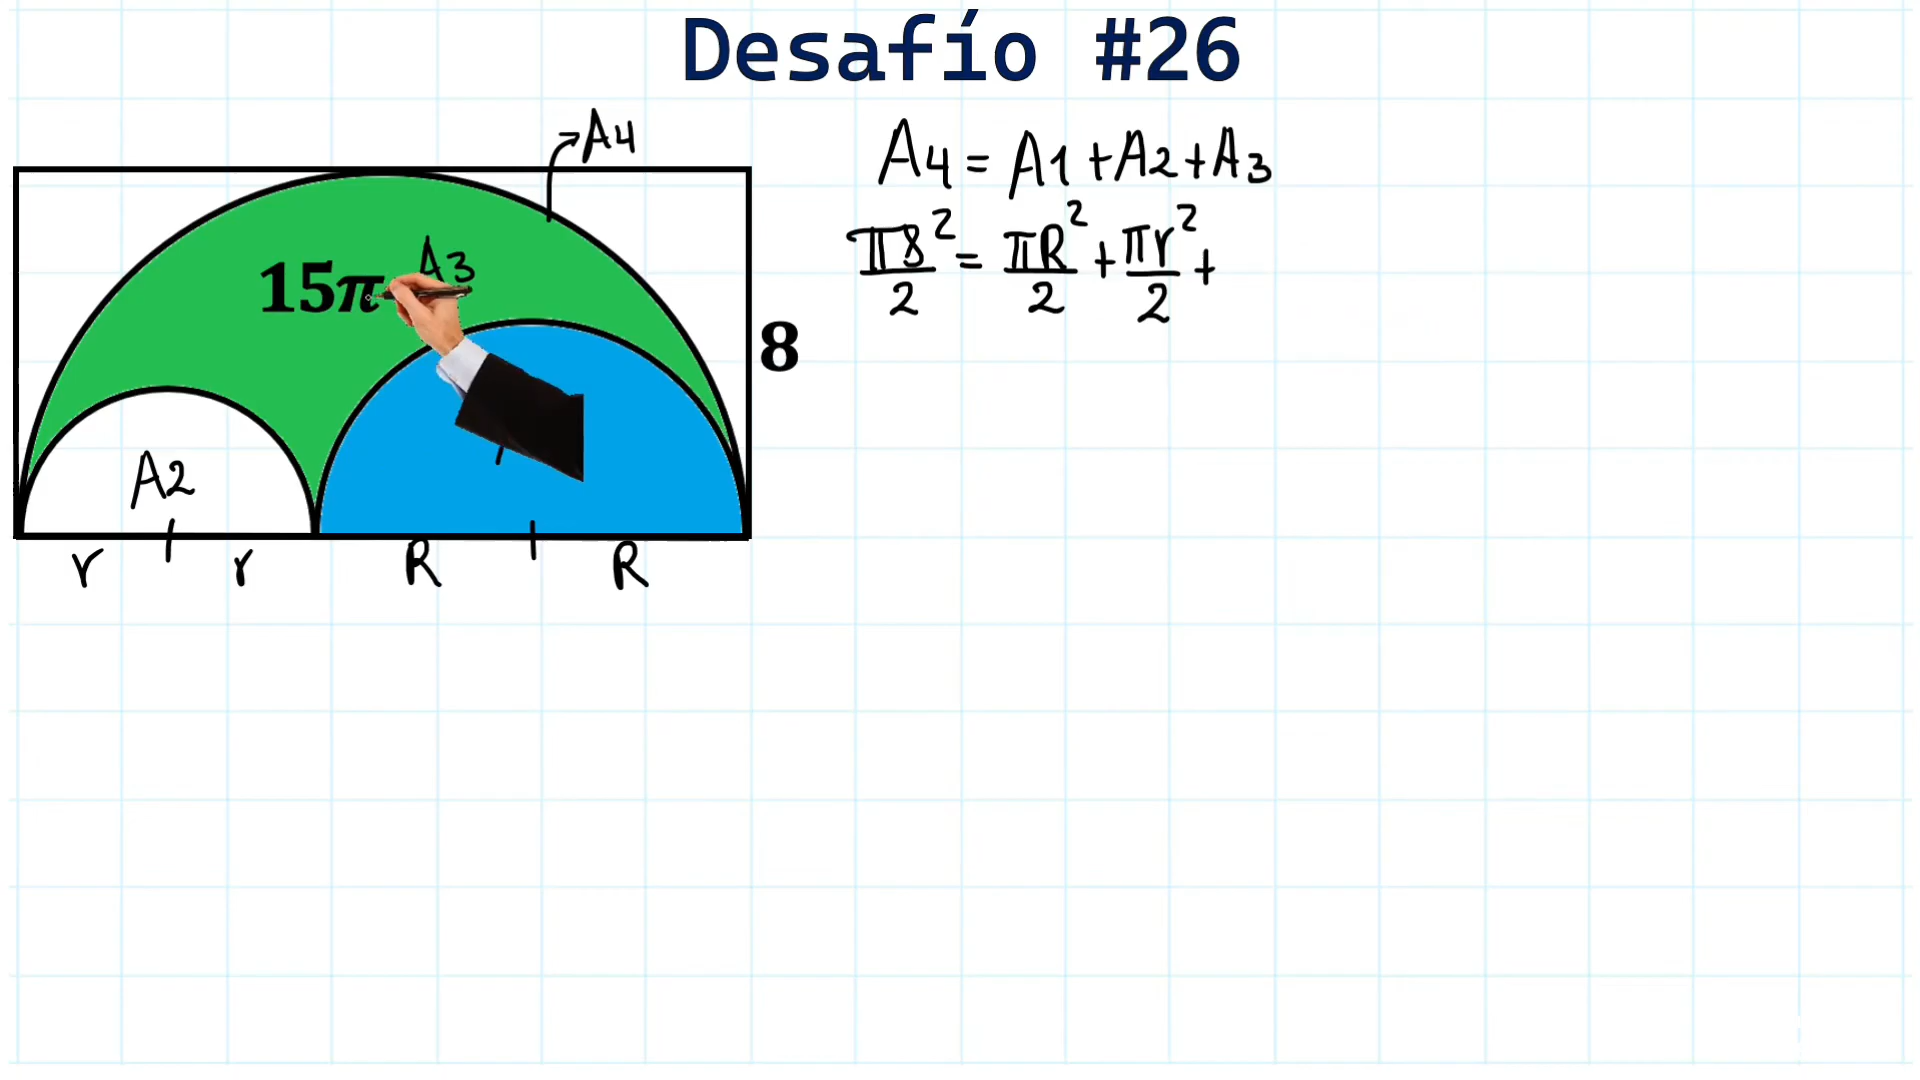 Desafío #26
A4
A4 = A1 + A2 + A3
π8²/2 = πR²/2 + πr²/2 +
A3
15π
8
A2
r r R R